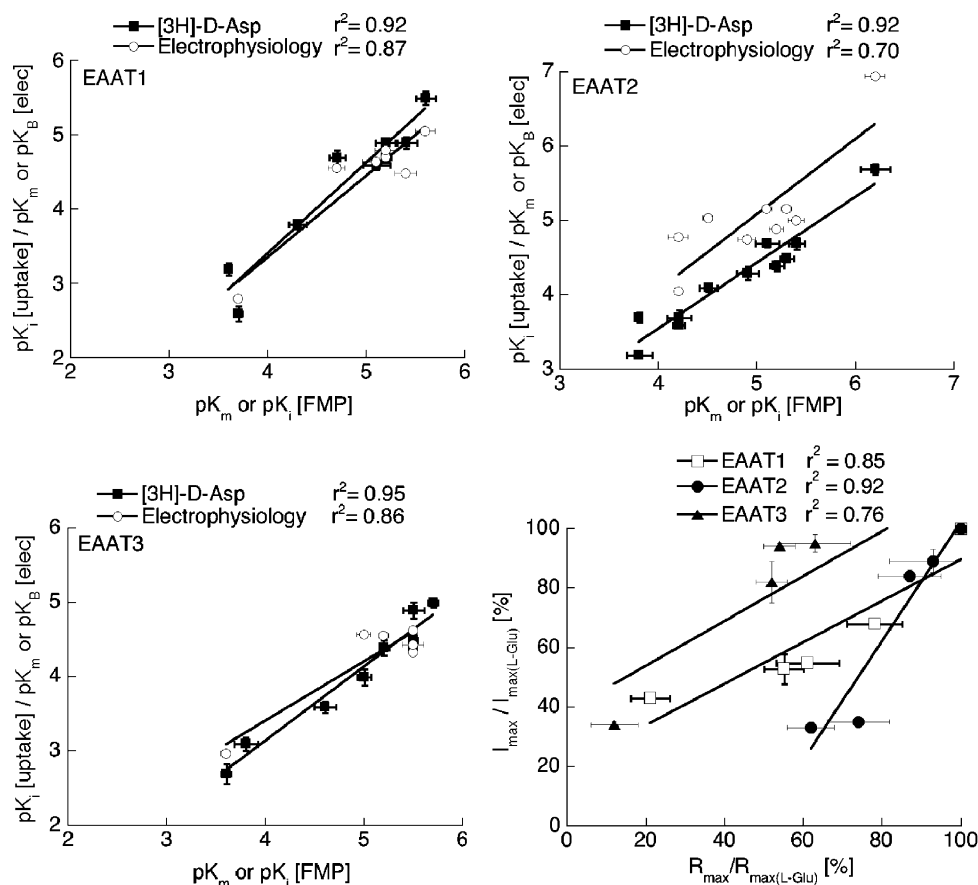 [3H]-D-Asp r²= 0.92
Electrophysiology r²= 0.87
EAAT1
6
5
4
3
2
pKi [uptake] / pKm or pKB [elec]
2 3 4 5 6
pKm or pKi [FMP]
[3H]-D-Asp r²= 0.92
Electrophysiology r²= 0.70
EAAT2
7
6
5
4
3
pKi [uptake] / pKm or pKB [elec]
3 4 5 6 7
pKm or pKi [FMP]
[3H]-D-Asp r²= 0.95
Electrophysiology r²= 0.86
EAAT3
6
5
4
3
2
pKi [uptake] / pKm or pKB [elec]
2 3 4 5 6
pKm or pKi [FMP]
EAAT1 r² = 0.85
EAAT2 r² = 0.92
EAAT3 r² = 0.76
100
80
60
40
20
0
Imax / Imax(L-Glu) [%]
0 20 40 60 80 100
Rmax/Rmax(L-Glu) [%]